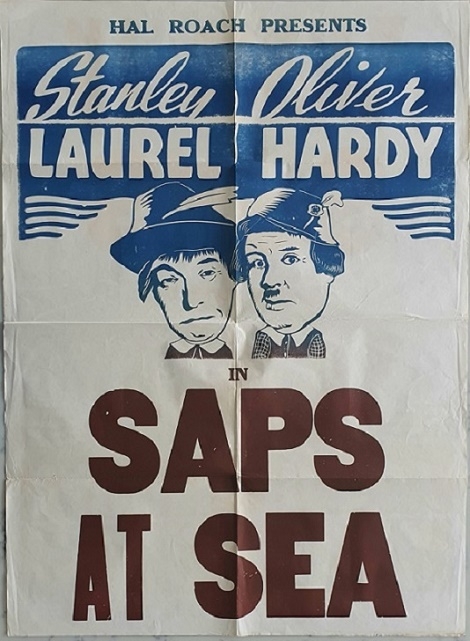 HAL ROACH PRESENTS
Stanley Oliver
LAUREL HARDY
IN
SAPS
AT SEA